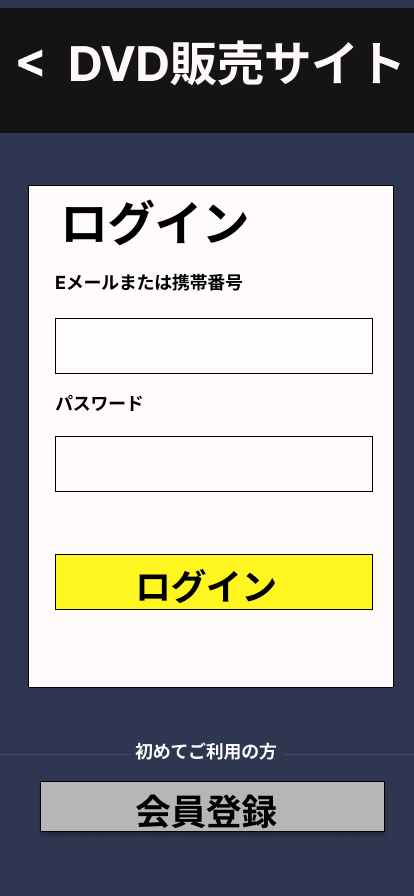 < DVD販売サイト
ログイン
Eメールまたは携帯番号
パスワード
ログイン
初めてご利用の方
会員登録